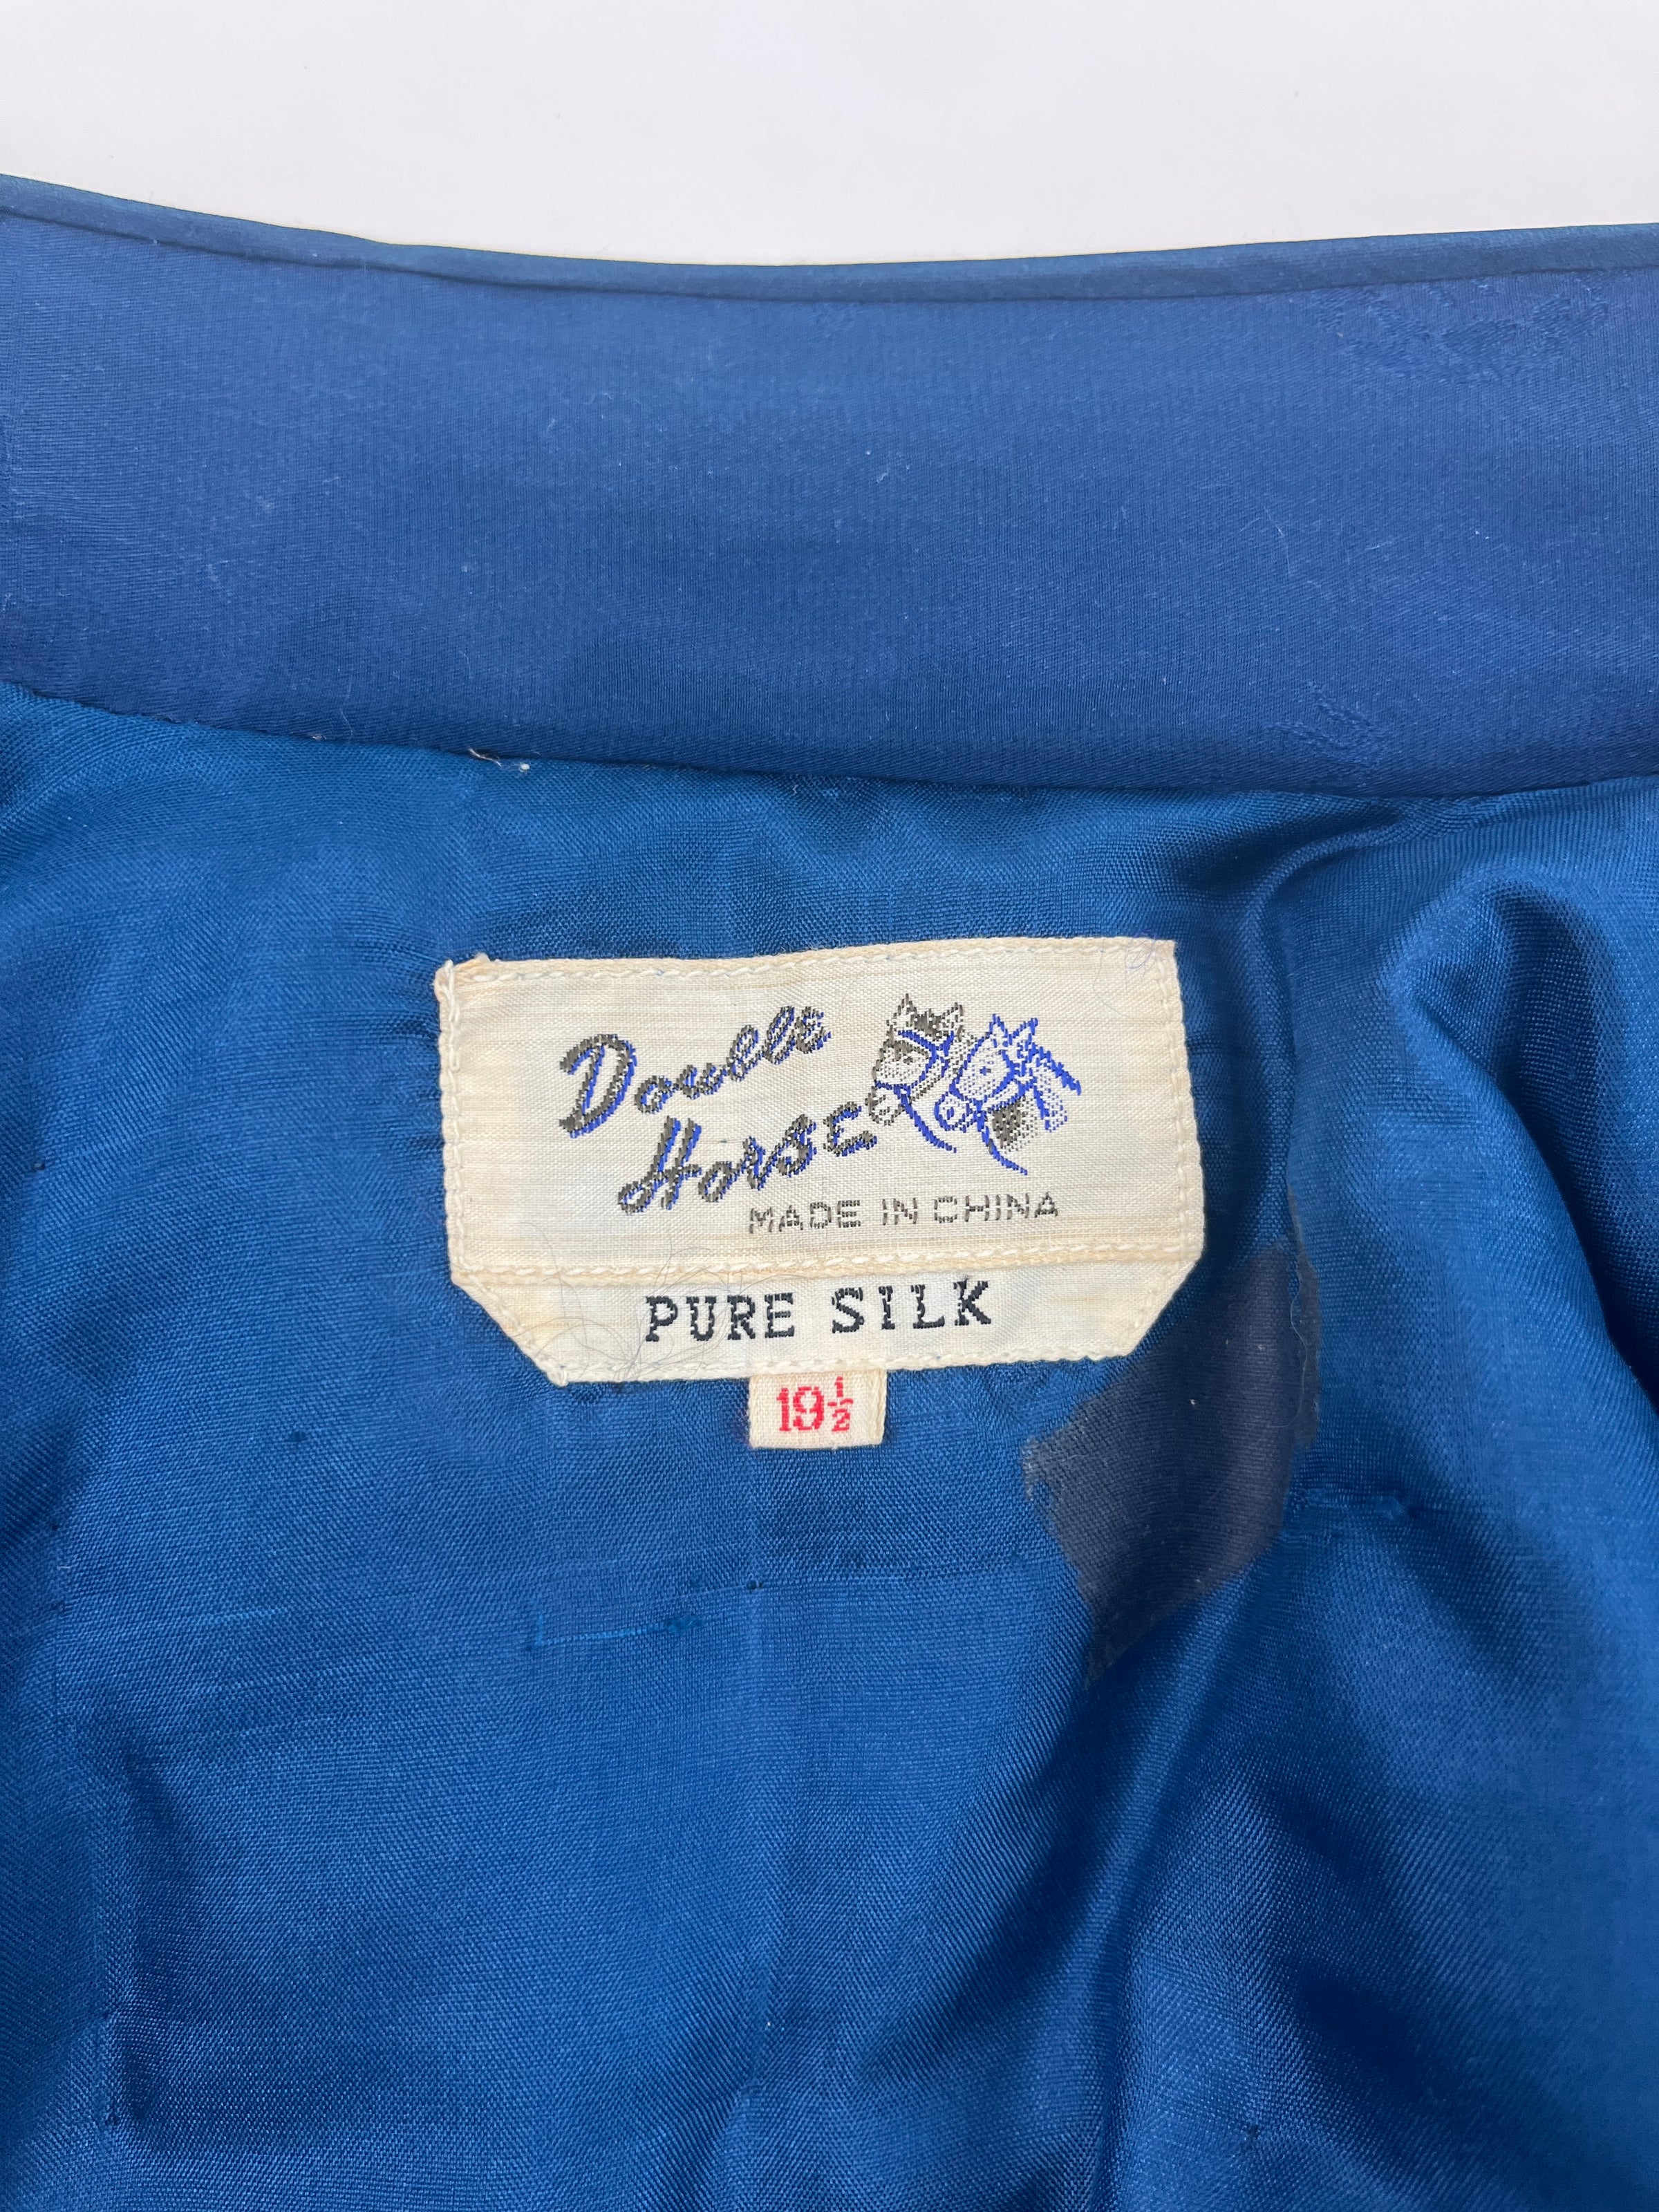 Double
Horse
MADE IN CHINA
PURE SILK
19½